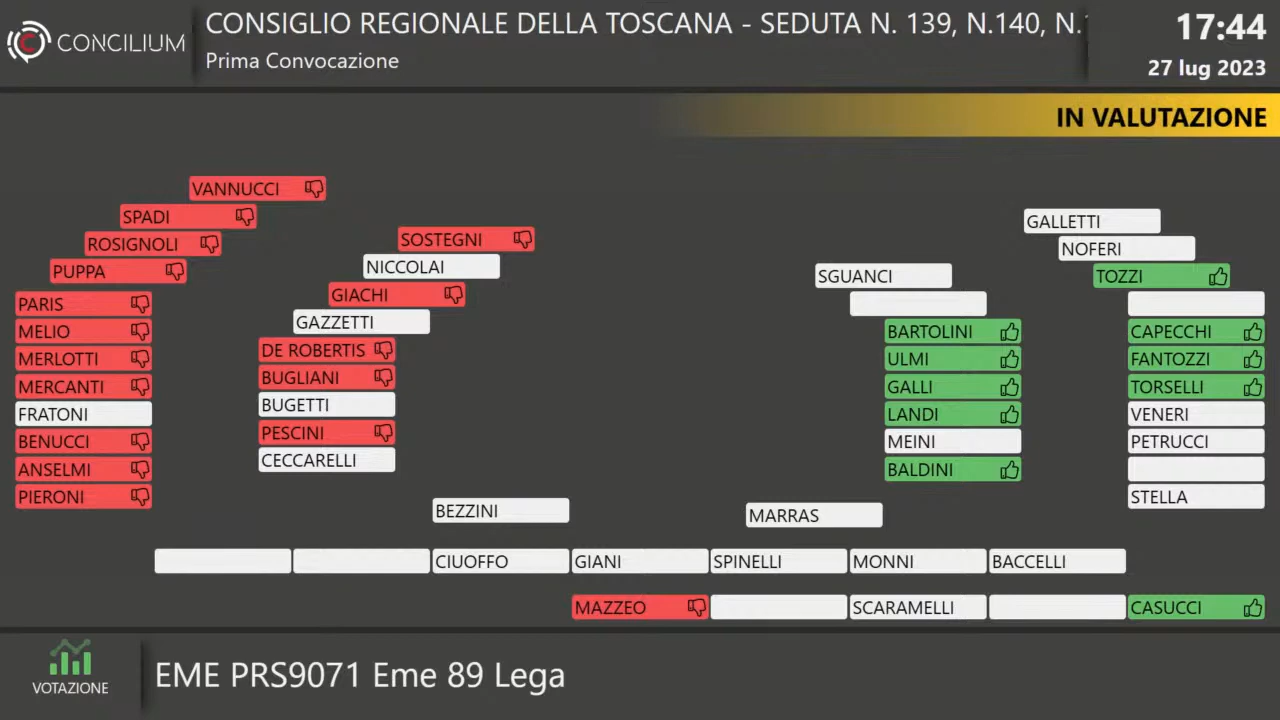 CONCILIUM
CONSIGLIO REGIONALE DELLA TOSCANA - SEDUTA N. 139, N.140, N.
Prima Convocazione
17:44
27 lug 2023
IN VALUTAZIONE
VANNUCCI
SPADI
ROSIGNOLI
PUPPA
PARIS
MELIO
MERLOTTI
MERCANTI
FRATONI
BENUCCI
ANSELMI
PIERONI
SOSTEGNI
NICCOLAI
GIACHI
GAZZETTI
DE ROBERTIS
BUGLIANI
BUGETTI
PESCINI
CECCARELLI
SGUANCI
BARTOLINI
ULMI
GALLI
LANDI
MEINI
BALDINI
GALLETTI
NOFERI
TOZZI
CAPECCHI
FANTOZZI
TORSELLI
VENERI
PETRUCCI
STELLA
BEZZINI
MARRAS
CIUOFFO
GIANI
SPINELLI
MONNI
BACCELLI
MAZZEO
SCARAMELLI
CASUCCI
VOTAZIONE
EME PRS9071 Eme 89 Lega